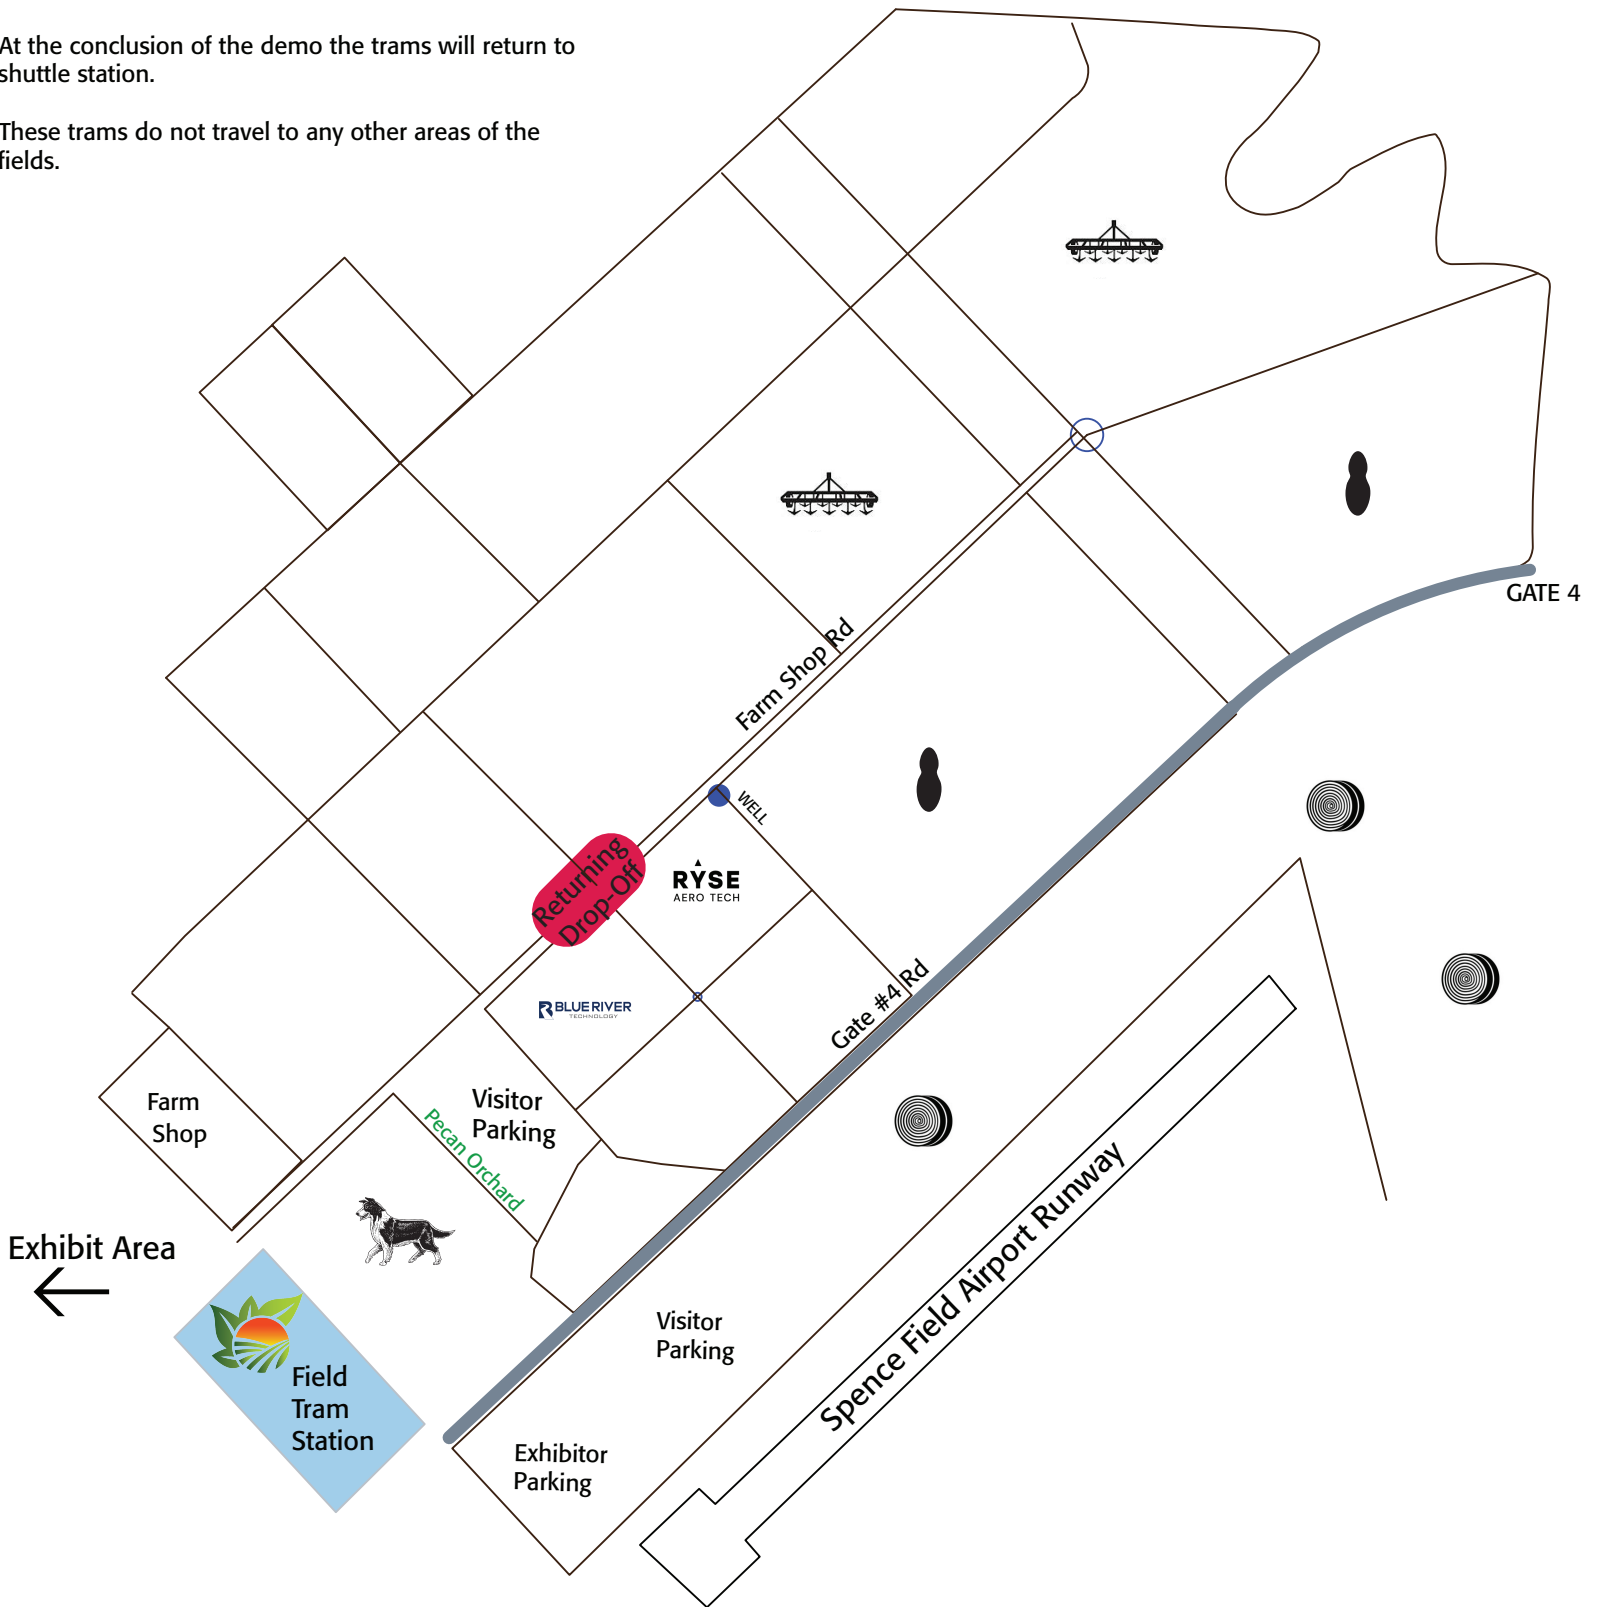 At the conclusion of the demo the trams will return to
shuttle station.
These trams do not travel to any other areas of the
fields.
GATE 4
Farm Shop Rd
WELL
Returning
Drop-Off
RYSE
AERO TECH
BLUE RIVER
TECHNOLOGY
Gate #4 Rd
Farm
Shop
Visitor
Parking
Pecan Orchard
Exhibit Area
Spence Field Airport Runway
Visitor
Parking
Field
Tram
Station
Exhibitor
Parking